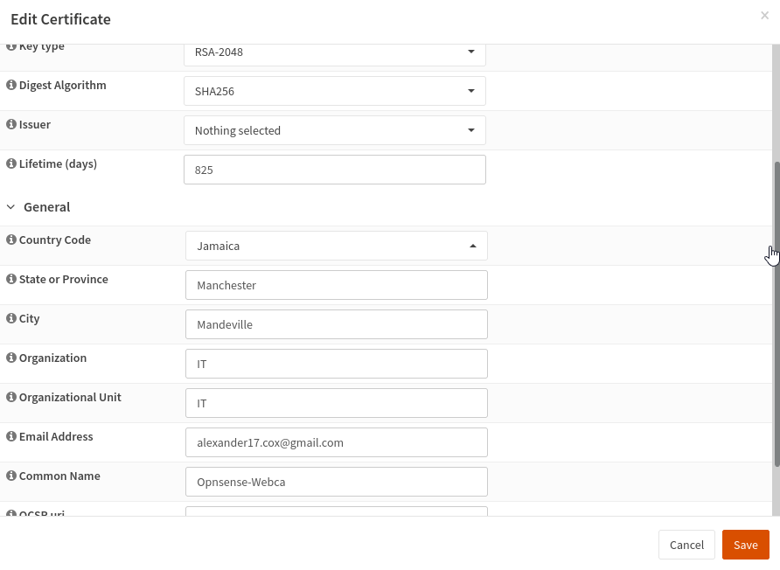 Edit Certificate
×
Key type RSA-2048
Digest Algorithm SHA256
Issuer Nothing selected
Lifetime (days) 825
General
Country Code Jamaica
State or Province Manchester
City Mandeville
Organization IT
Organizational Unit IT
Email Address alexander17.cox@gmail.com
Common Name Opnsense-Webca
OCSP uri
Cancel Save